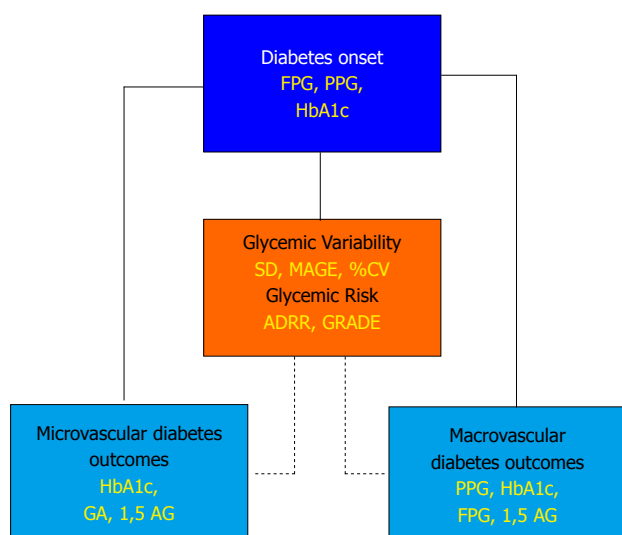 Diabetes onset
FPG, PPG,
HbA1c
Glycemic Variability
SD, MAGE, %CV
Glycemic Risk
ADRR, GRADE
Microvascular diabetes
outcomes
HbA1c,
GA, 1,5 AG
Macrovascular
diabetes outcomes
PPG, HbA1c,
FPG, 1,5 AG